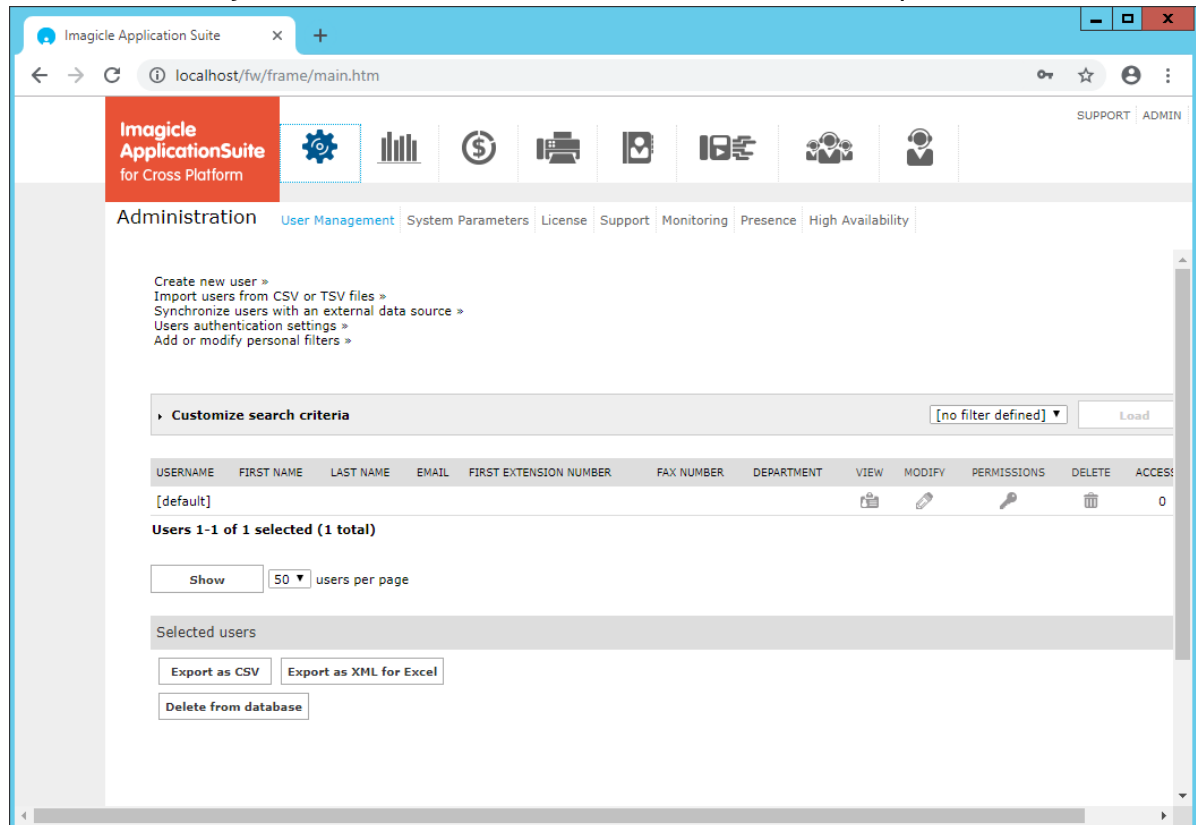 Imagicle Application Suite
localhost/fw/frame/main.htm
Imagicle
ApplicationSuite
for Cross Platform
SUPPORT ADMIN
Administration User Management System Parameters License Support Monitoring Presence High Availability
Create new user »
Import users from CSV or TSV files »
Synchronize users with an external data source »
Users authentication settings »
Add or modify personal filters »
Customize search criteria [no filter defined] Load
USERNAME FIRST NAME LAST NAME EMAIL FIRST EXTENSION NUMBER FAX NUMBER DEPARTMENT VIEW MODIFY PERMISSIONS DELETE ACCESS
[default] 0
Users 1-1 of 1 selected (1 total)
Show 50 users per page
Selected users
Export as CSV Export as XML for Excel
Delete from database